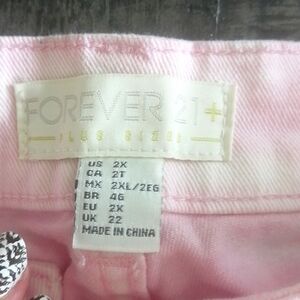 FOREVER 21+
PLUS SIZES
US 2X
CA 2T
MX 2XL/2EG
BR 46
EU 2X
UK 22
MADE IN CHINA